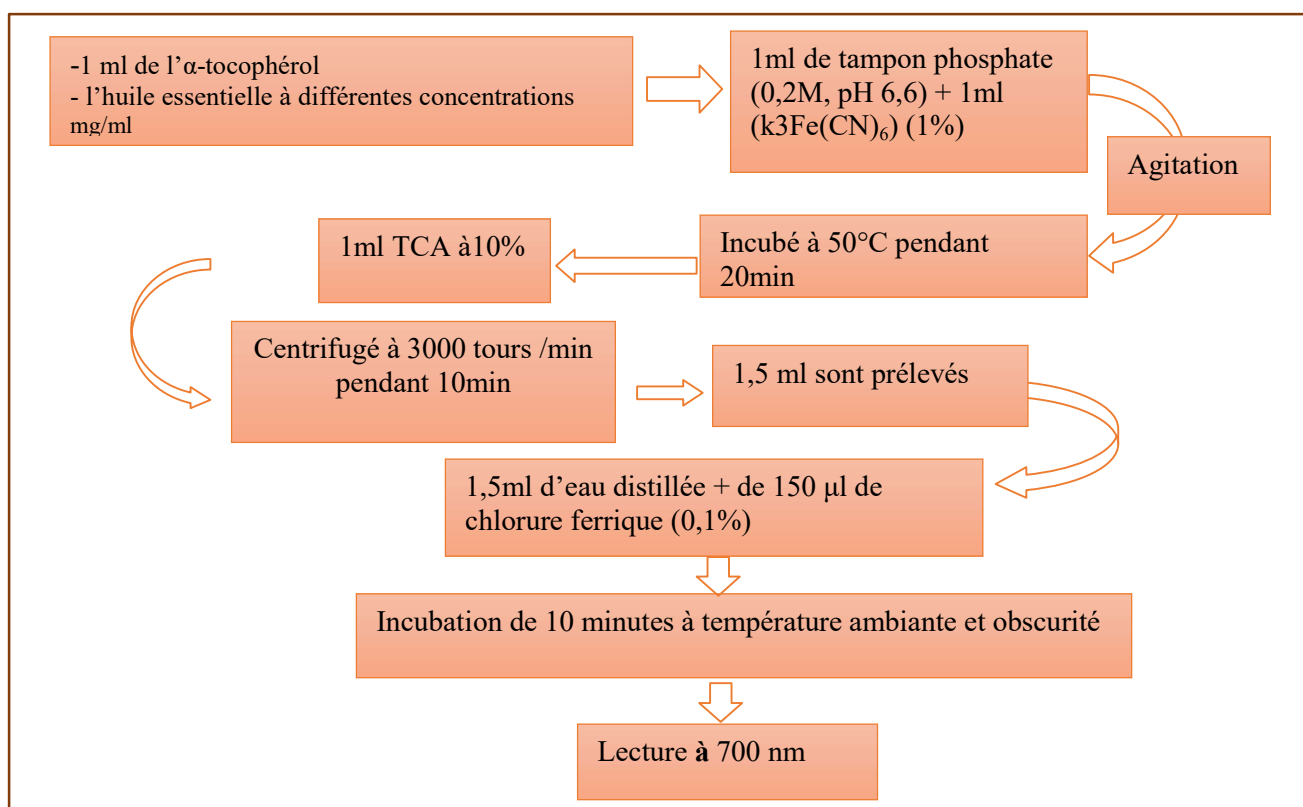 -1 ml de l’α-tocophérol
- l’huile essentielle à différentes concentrations
mg/ml
1ml de tampon phosphate
(0,2M, pH 6,6) + 1ml
(k3Fe(CN)₆) (1%)
Agitation
Incubé à 50°C pendant
20min
1ml TCA à10%
Centrifugé à 3000 tours /min
pendant 10min
1,5 ml sont prélevés
1,5ml d’eau distillée + de 150 µl de
chlorure ferrique (0,1%)
Incubation de 10 minutes à température ambiante et obscurité
Lecture à 700 nm